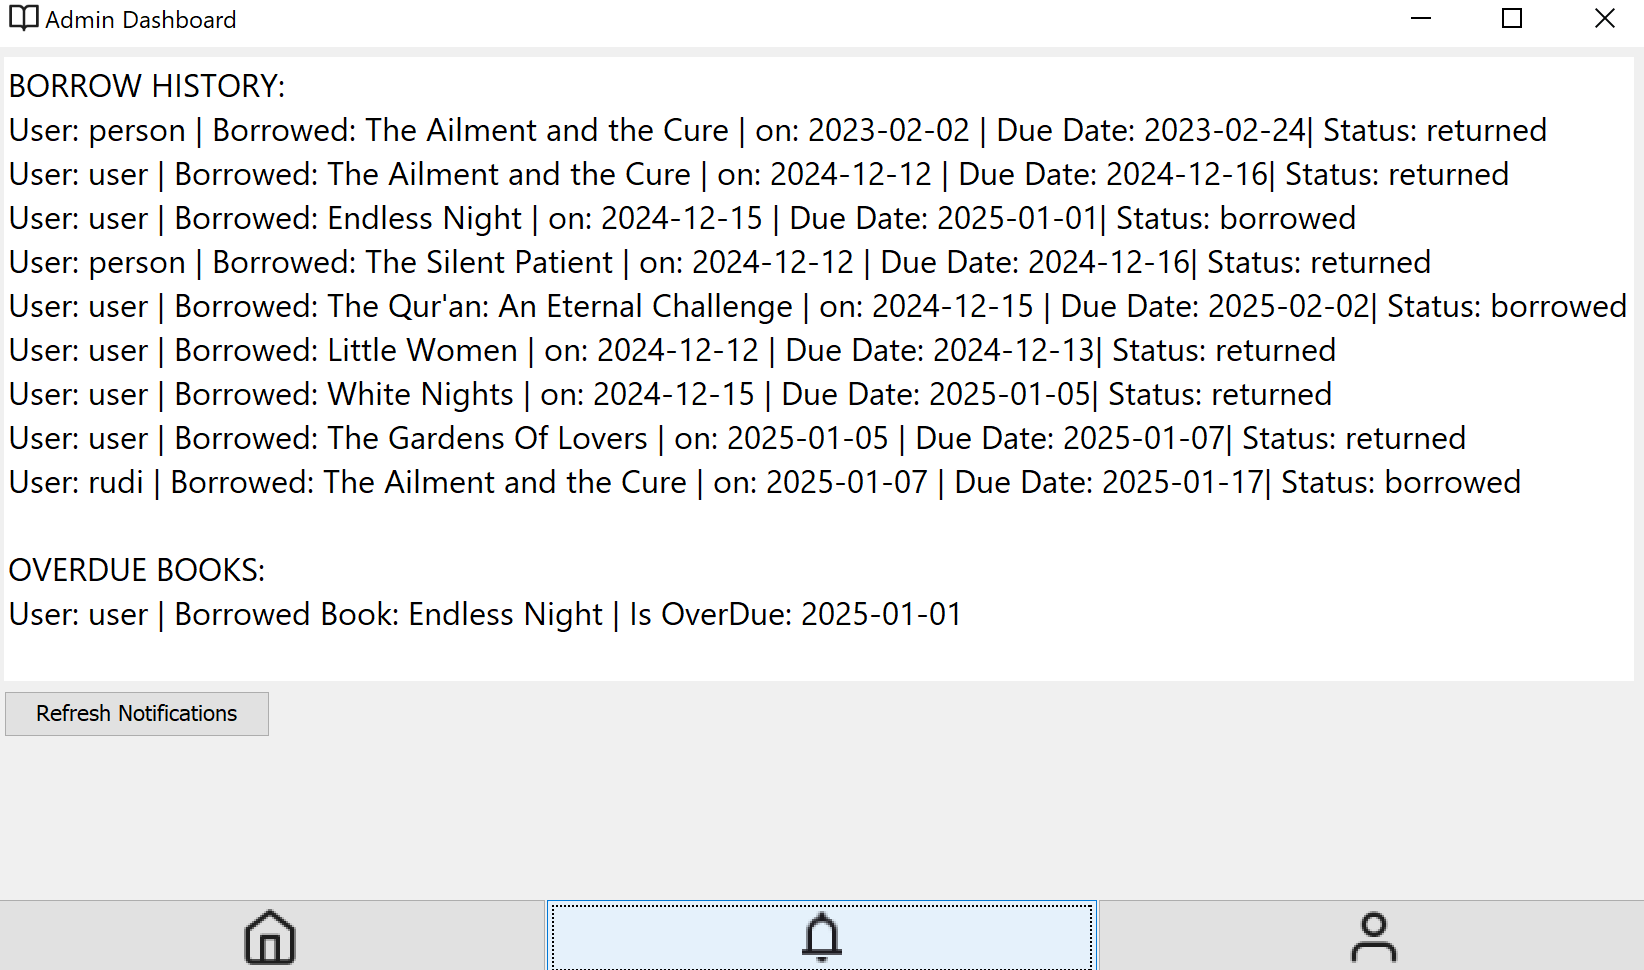 Admin Dashboard
BORROW HISTORY:
User: person | Borrowed: The Ailment and the Cure | on: 2023-02-02 | Due Date: 2023-02-24| Status: returned
User: user | Borrowed: The Ailment and the Cure | on: 2024-12-12 | Due Date: 2024-12-16| Status: returned
User: user | Borrowed: Endless Night | on: 2024-12-15 | Due Date: 2025-01-01| Status: borrowed
User: person | Borrowed: The Silent Patient | on: 2024-12-12 | Due Date: 2024-12-16| Status: returned
User: user | Borrowed: The Qur'an: An Eternal Challenge | on: 2024-12-15 | Due Date: 2025-02-02| Status: borrowed
User: user | Borrowed: Little Women | on: 2024-12-12 | Due Date: 2024-12-13| Status: returned
User: user | Borrowed: White Nights | on: 2024-12-15 | Due Date: 2025-01-05| Status: returned
User: user | Borrowed: The Gardens Of Lovers | on: 2025-01-05 | Due Date: 2025-01-07| Status: returned
User: rudi | Borrowed: The Ailment and the Cure | on: 2025-01-07 | Due Date: 2025-01-17| Status: borrowed
OVERDUE BOOKS:
User: user | Borrowed Book: Endless Night | Is OverDue: 2025-01-01
Refresh Notifications